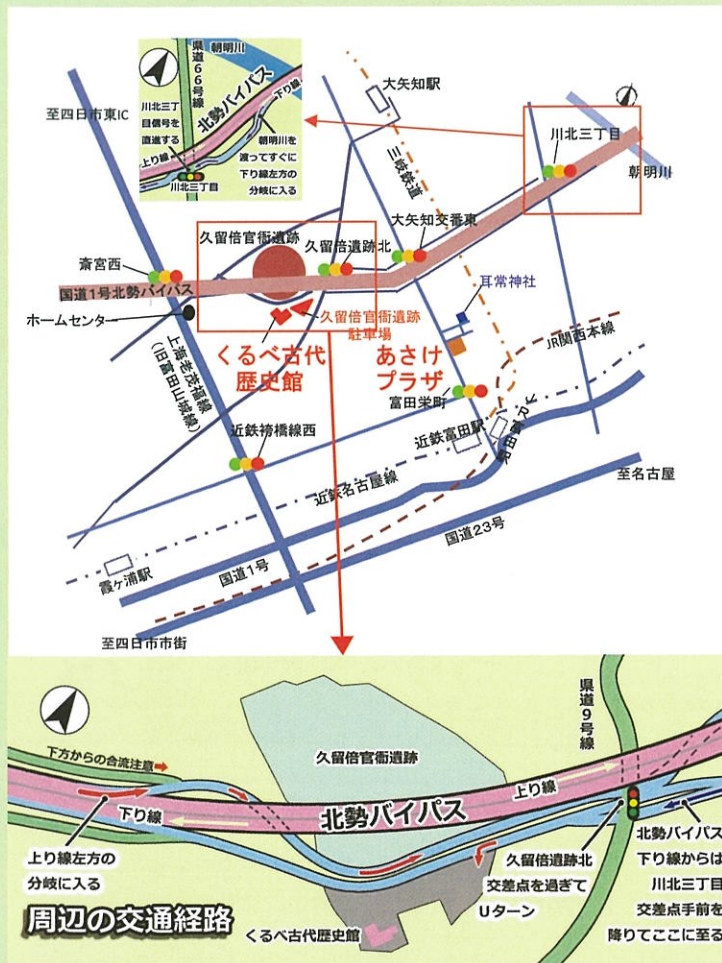 県道66号線
朝明川
北勢バイパス
下り線
川北三丁
目信号を
直進する
上り線
川北三丁目
朝明川を
渡ってすぐに
下り線左方の
分岐に入る
至四日市東IC
大矢知駅
三岐鉄道
川北三丁目
朝明川
大矢知交番東
久留倍官衙遺跡
久留倍遺跡北
斎宮西
国道1号北勢バイパス
ホームセンター
久留倍官衙遺跡
駐車場
耳常神社
くるべ古代
歴史館
あさけ
プラザ
JR関西本線
上海老茂福線
(旧富田山城線)
富田栄町
近鉄富田駅
近鉄袴橋線西
近鉄名古屋線
至名古屋
国道23号
国道1号
霞ヶ浦駅
至四日市市街
県道9号線
下方からの合流注意
久留倍官衙遺跡
上り線
北勢バイパス
下り線
上り線左方の
分岐に入る
久留倍遺跡北
交差点を過ぎて
Uターン
北勢バイパス
下り線からは
川北三丁目
交差点手前を
降りてここに至る
周辺の交通経路
くるべ古代歴史館